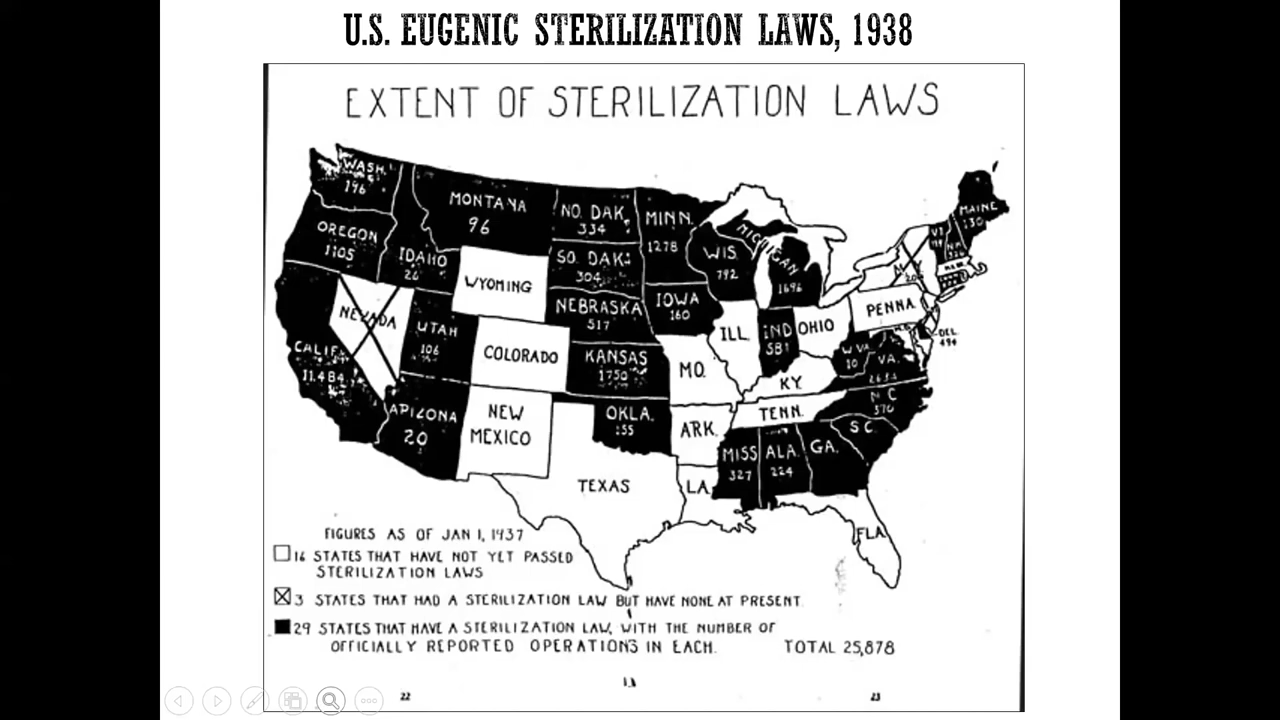 U.S. EUGENIC STERILIZATION LAWS, 1938
EXTENT OF STERILIZATION LAWS
WASH.
196
OREGON
1105
IDAHO
MONTANA
96
NO. DAK.
334
SO. DAK.
304
MINN.
1278
WIS.
792
MICHIGAN
1696
MAINE
WYOMING
NEBRASKA
517
IOWA
160
NEVADA
UTAH
106
CALIF.
11,484
COLORADO
KANSAS
1750
MO.
ILL.
IND
581
OHIO
PENNA.
DEL.
494
W VA.
10
VA.
KY.
TENN.
N C
570
S C.
ARIZONA
20
NEW
MEXICO
OKLA.
155
ARK.
MISS
327
ALA.
224
GA.
TEXAS
LA.
FLA.
FIGURES AS OF JAN 1, 1937
16 STATES THAT HAVE NOT YET PASSED
STERILIZATION LAWS
3 STATES THAT HAD A STERILIZATION LAW BUT HAVE NONE AT PRESENT.
29 STATES THAT HAVE A STERILIZATION LAW, WITH THE NUMBER OF
OFFICIALLY REPORTED OPERATIONS IN EACH.
TOTAL 25,878
22
23